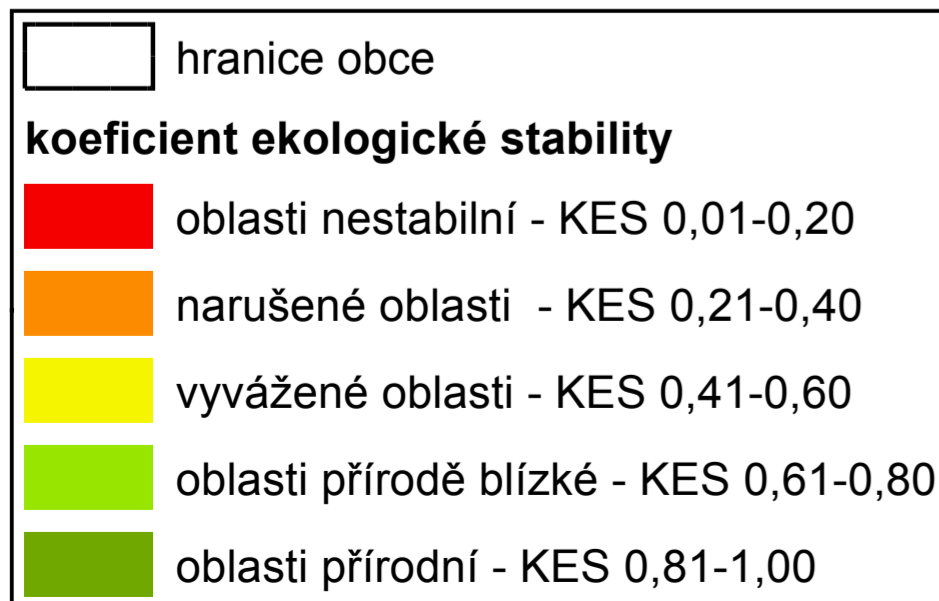 hranice obce
koeficient ekologické stability
oblasti nestabilní - KES 0,01-0,20
narušené oblasti - KES 0,21-0,40
vyvážené oblasti - KES 0,41-0,60
oblasti přírodě blízké - KES 0,61-0,80
oblasti přírodní - KES 0,81-1,00